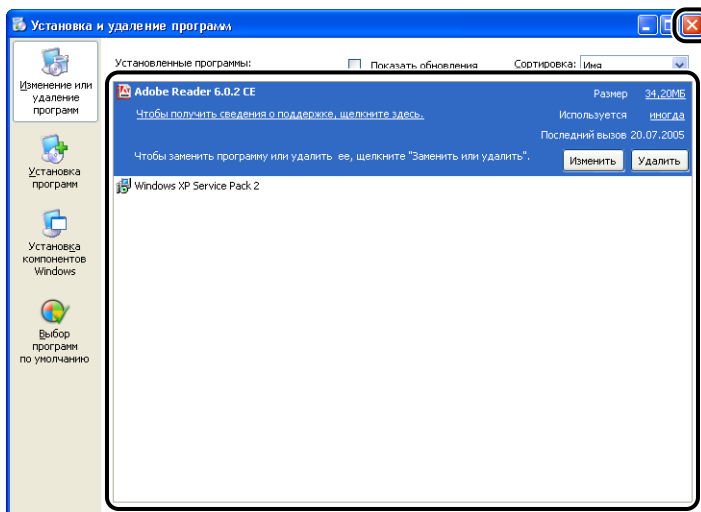 Установка и удаление программ
Изменение или
удаление
программ
Установка
программ
Установка
компонентов
Windows
Выбор
программ
по умолчанию
Установленные программы:
Показать обновления
Сортировка: Имя
Adobe Reader 6.0.2 CE
Размер 34,20МБ
Чтобы получить сведения о поддержке, щелкните здесь.
Используется иногда
Последний вызов 20.07.2005
Чтобы заменить программу или удалить ее, щелкните "Заменить или удалить".
Изменить Удалить
Windows XP Service Pack 2